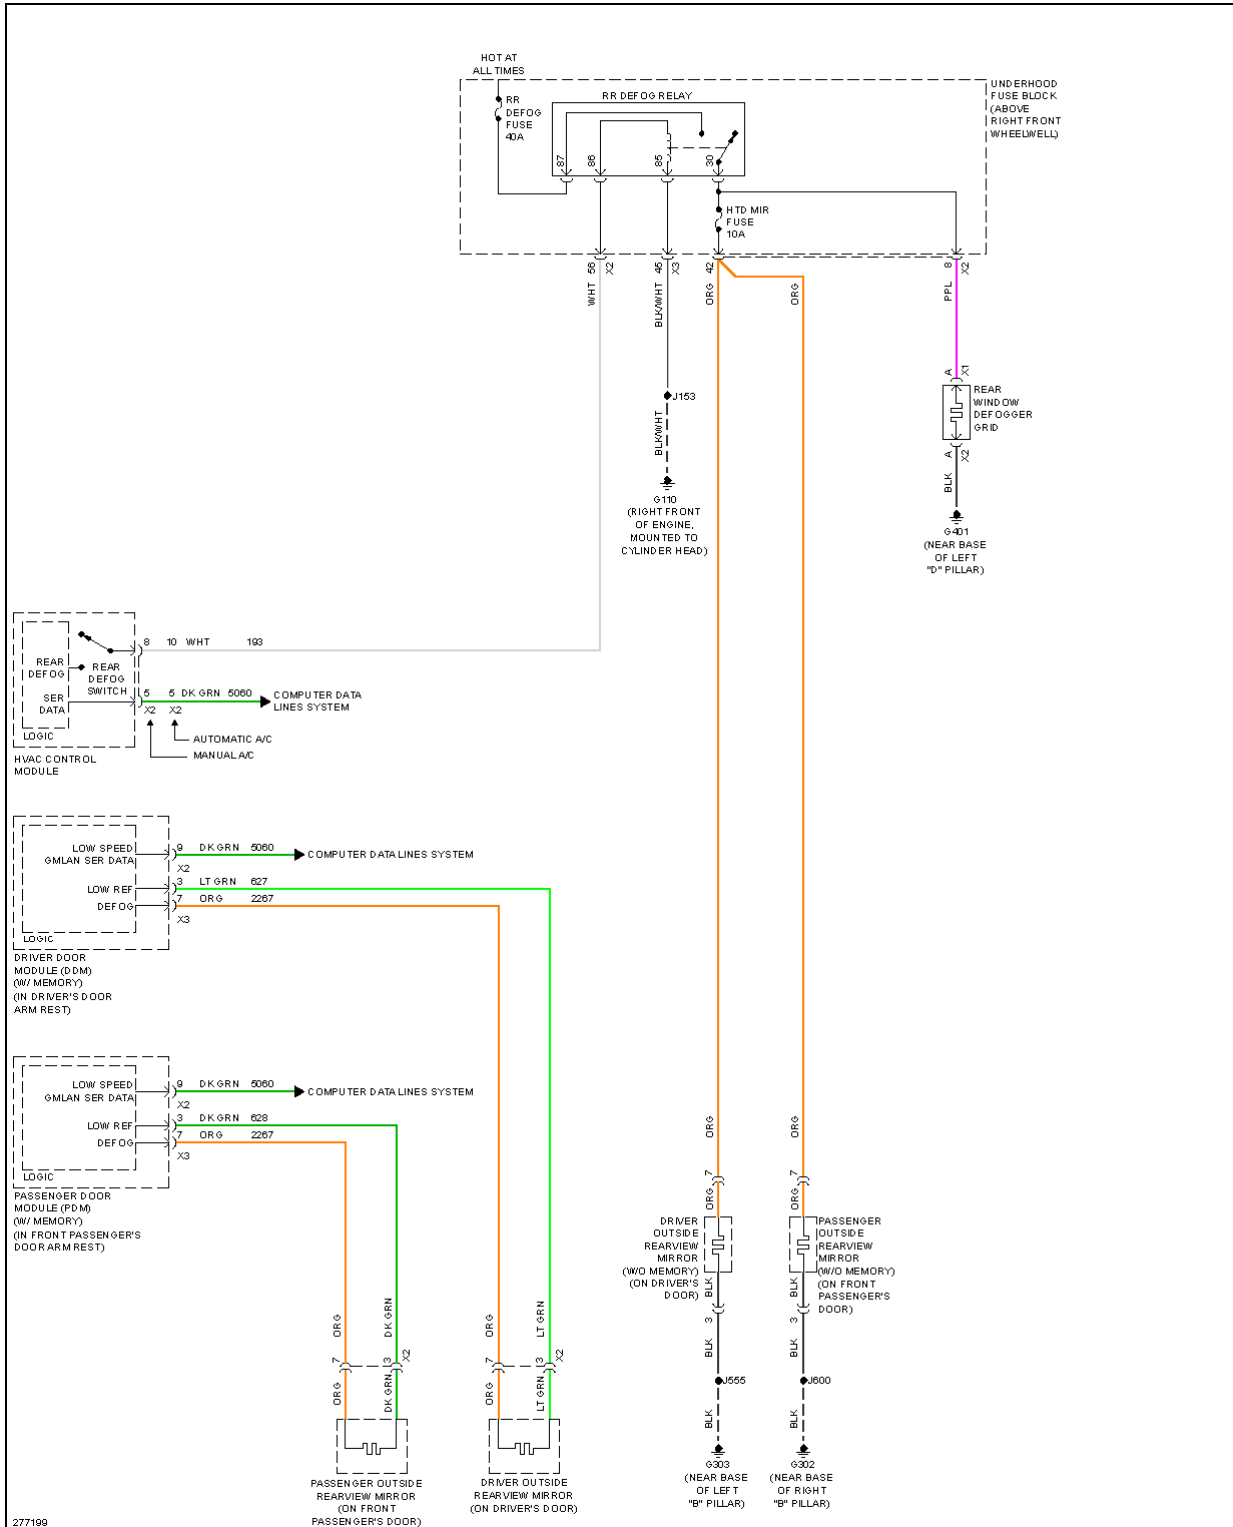 HOT AT
ALL TIMES
RR
DEFOG
FUSE
40A
RR DEFOG RELAY
87
86
85
30
HTD MIR
FUSE
10A
UNDERHOOD
FUSE BLOCK
(ABOVE
RIGHT FRONT
WHEELWELL)
56
X2
45
X3
42
8
X2
WHT
BLK/WHT
ORG
ORG
PPL
J153
BLK/WHT
G110
(RIGHT FRONT
OF ENGINE,
MOUNTED TO
CYLINDER HEAD)
A
X1
REAR
WINDOW
DEFOGGER
GRID
A
X2
BLK
G401
(NEAR BASE
OF LEFT
"D" PILLAR)
8 10 WHT 193
REAR
DEFOG
REAR
DEFOG
SWITCH
SER
DATA
5 5 DK GRN 5060
X2 X2
COMPUTER DATA
LINES SYSTEM
LOGIC
AUTOMATIC A/C
MANUAL A/C
HVAC CONTROL
MODULE
LOW SPEED
GMLAN SER DATA
9 DK GRN 5060
COMPUTER DATA LINES SYSTEM
X2
LOW REF
3 LT GRN 627
DEFOG
7 ORG 2267
X3
LOGIC
DRIVER DOOR
MODULE (DDM)
(W/ MEMORY)
(IN DRIVER'S DOOR
ARM REST)
LOW SPEED
GMLAN SER DATA
9 DK GRN 5060
COMPUTER DATA LINES SYSTEM
X2
LOW REF
3 DK GRN 628
DEFOG
7 ORG 2267
X3
LOGIC
PASSENGER DOOR
MODULE (PDM)
(W/ MEMORY)
(IN FRONT PASSENGER'S
DOOR ARM REST)
ORG
ORG
7
7
ORG
ORG
DRIVER
OUTSIDE
REARVIEW
MIRROR
(W/O MEMORY)
(ON DRIVER'S
DOOR)
PASSENGER
OUTSIDE
REARVIEW
MIRROR
(W/O MEMORY)
(ON FRONT
PASSENGER'S
DOOR)
BLK
BLK
3
3
BLK
BLK
J555
J600
BLK
BLK
G303
(NEAR BASE
OF LEFT
"B" PILLAR)
G302
(NEAR BASE
OF RIGHT
"B" PILLAR)
ORG
DK GRN
ORG
LT GRN
7
3
X2
7
3
X2
ORG
DK GRN
ORG
LT GRN
PASSENGER OUTSIDE
REARVIEW MIRROR
(ON FRONT
PASSENGER'S DOOR)
DRIVER OUTSIDE
REARVIEW MIRROR
(ON DRIVER'S DOOR)
277199